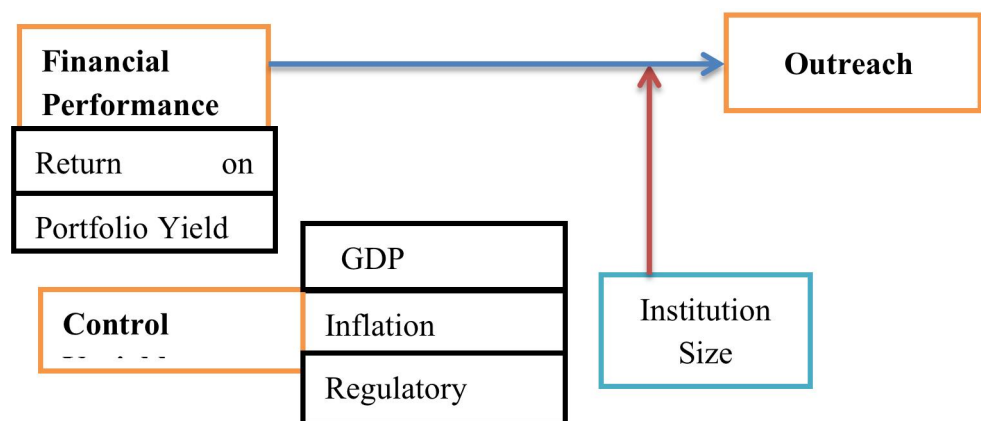 Financial
Performance
Outreach
Return on
Portfolio Yield
GDP
Control
Inflation
Regulatory
Institution
Size